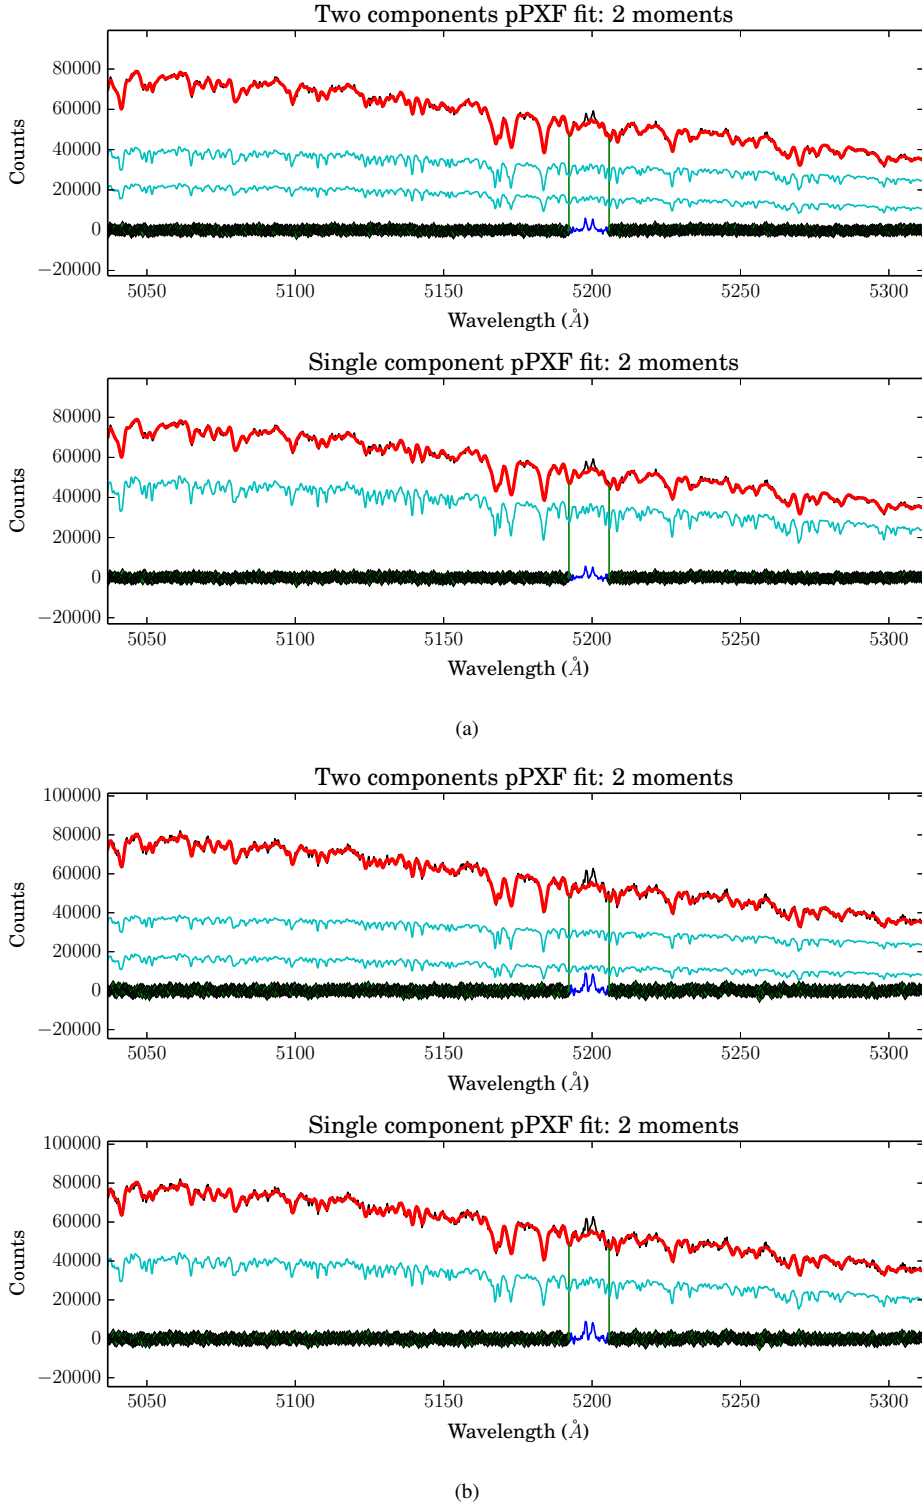 Two components pPXF fit: 2 moments
80000
60000
40000
20000
0
−20000
Counts
5050 5100 5150 5200 5250 5300
Wavelength (Å)
Single component pPXF fit: 2 moments
80000
60000
40000
20000
0
−20000
Counts
5050 5100 5150 5200 5250 5300
Wavelength (Å)
(a)
Two components pPXF fit: 2 moments
100000
80000
60000
40000
20000
0
−20000
Counts
5050 5100 5150 5200 5250 5300
Wavelength (Å)
Single component pPXF fit: 2 moments
100000
80000
60000
40000
20000
0
−20000
Counts
5050 5100 5150 5200 5250 5300
Wavelength (Å)
(b)